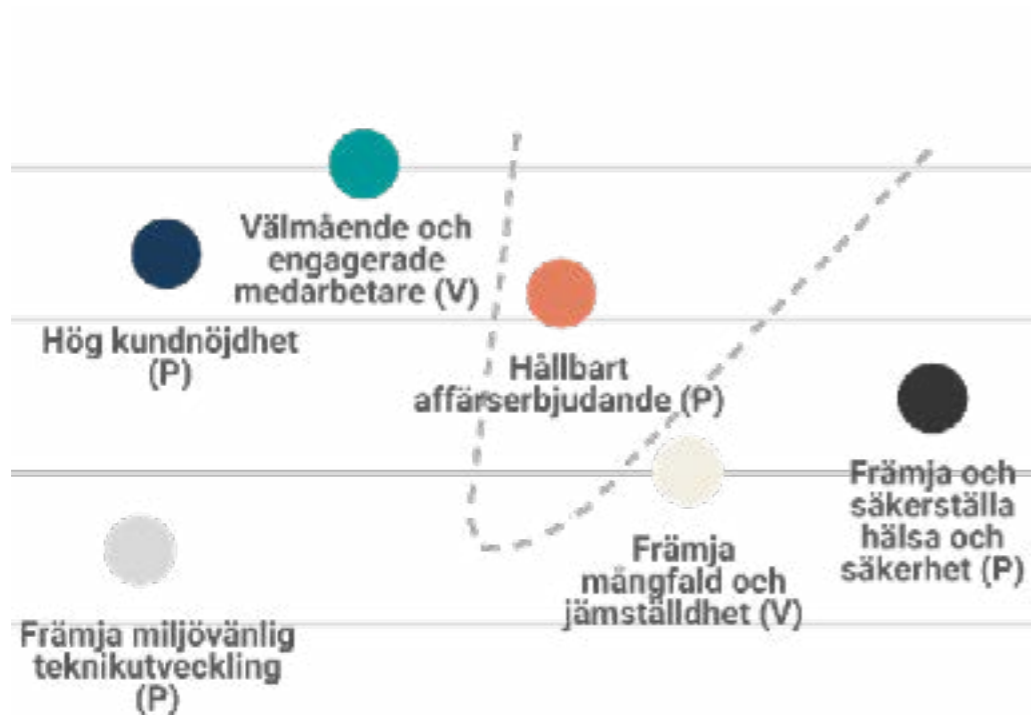 Välmående och
engagerade
medarbetare (V)
Hög kundnöjdhet
(P)
Hållbart
affärserbjudande (P)
Främja och
säkerställa
hälsa och
säkerhet (P)
Främja
mångfald och
jämställdhet (V)
Främja miljövänlig
teknikutveckling
(P)